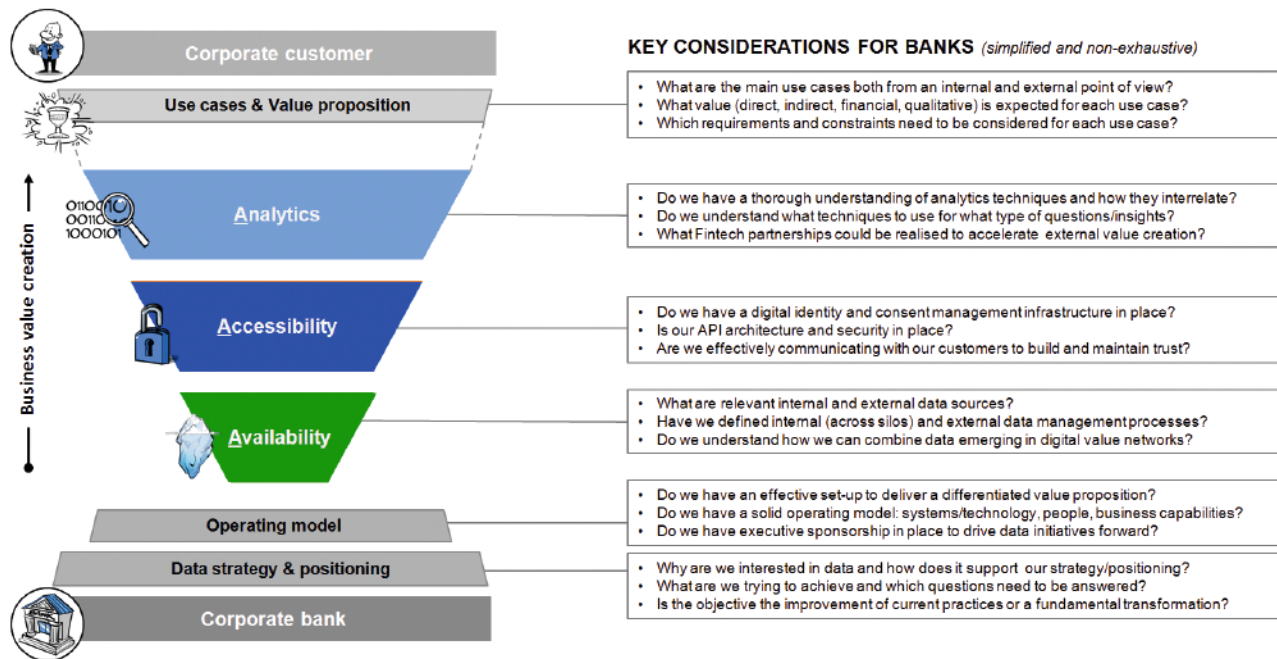 Corporate customer
KEY CONSIDERATIONS FOR BANKS (simplified and non-exhaustive)
Use cases & Value proposition
• What are the main use cases both from an internal and external point of view?
• What value (direct, indirect, financial, qualitative) is expected for each use case?
• Which requirements and constraints need to be considered for each use case?
Business value creation
0110010
00110
1000101
Analytics
• Do we have a thorough understanding of analytics techniques and how they interrelate?
• Do we understand what techniques to use for what type of questions/insights?
• What Fintech partnerships could be realised to accelerate external value creation?
Accessibility
• Do we have a digital identity and consent management infrastructure in place?
• Is our API architecture and security in place?
• Are we effectively communicating with our customers to build and maintain trust?
Availability
• What are relevant internal and external data sources?
• Have we defined internal (across silos) and external data management processes?
• Do we understand how we can combine data emerging in digital value networks?
Operating model
• Do we have an effective set-up to deliver a differentiated value proposition?
• Do we have a solid operating model: systems/technology, people, business capabilities?
• Do we have executive sponsorship in place to drive data initiatives forward?
Data strategy & positioning
• Why are we interested in data and how does it support our strategy/positioning?
• What are we trying to achieve and which questions need to be answered?
• Is the objective the improvement of current practices or a fundamental transformation?
Corporate bank